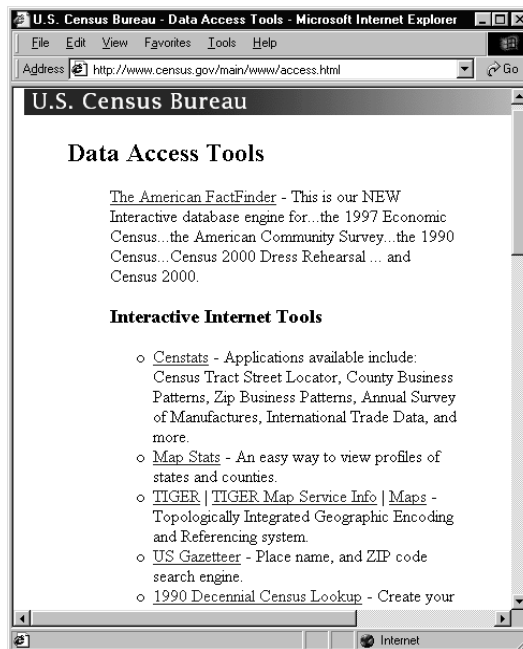 U.S. Census Bureau - Data Access Tools - Microsoft Internet Explorer
File Edit View Favorites Tools Help
Address http://www.census.gov/main/www/access.html Go
U.S. Census Bureau
Data Access Tools
The American FactFinder - This is our NEW
Interactive database engine for...the 1997 Economic
Census...the American Community Survey...the 1990
Census...Census 2000 Dress Rehearsal ... and
Census 2000.
Interactive Internet Tools
o Censtats - Applications available include:
Census Tract Street Locator, County Business
Patterns, Zip Business Patterns, Annual Survey
of Manufactures, International Trade Data, and
more.
o Map Stats - An easy way to view profiles of
states and counties.
o TIGER | TIGER Map Service Info | Maps -
Topologically Integrated Geographic Encoding
and Referencing system.
o US Gazetteer - Place name, and ZIP code
search engine.
o 1990 Decennial Census Lookup - Create your
Internet